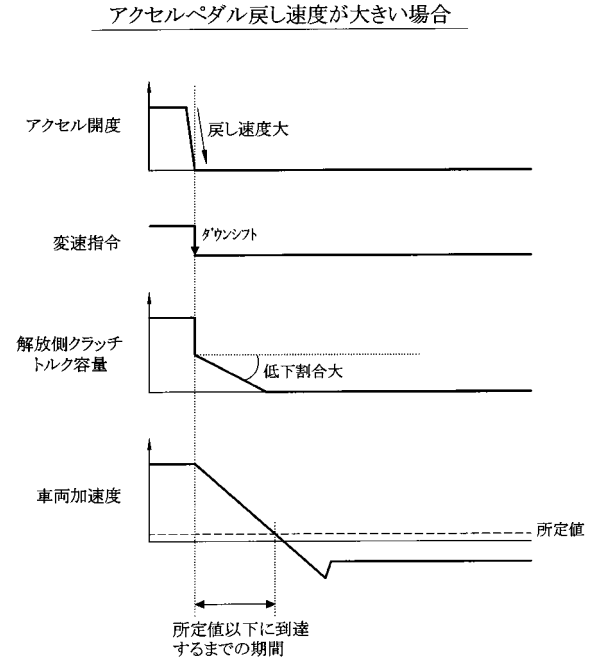 アクセルペダル戻し速度が大きい場合
アクセル開度
戻し速度大
変速指令
ダウンシフト
解放側クラッチ
トルク容量
低下割合大
車両加速度
所定値
所定値以下に到達
するまでの期間